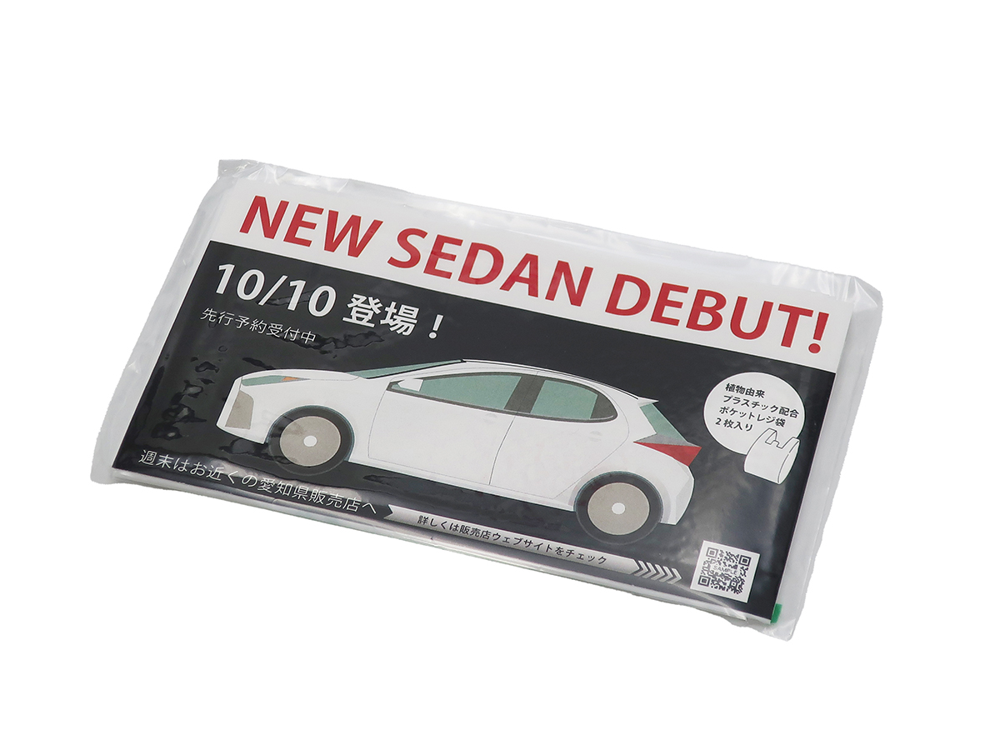 NEW SEDAN DEBUT!
10/10 登場！
先行予約受付中
植物由来
プラスチック配合
ポケットレジ袋
2枚入り
週末はお近くの愛知県販売店へ
詳しくは販売店ウェブサイトをチェック
SAMPLE